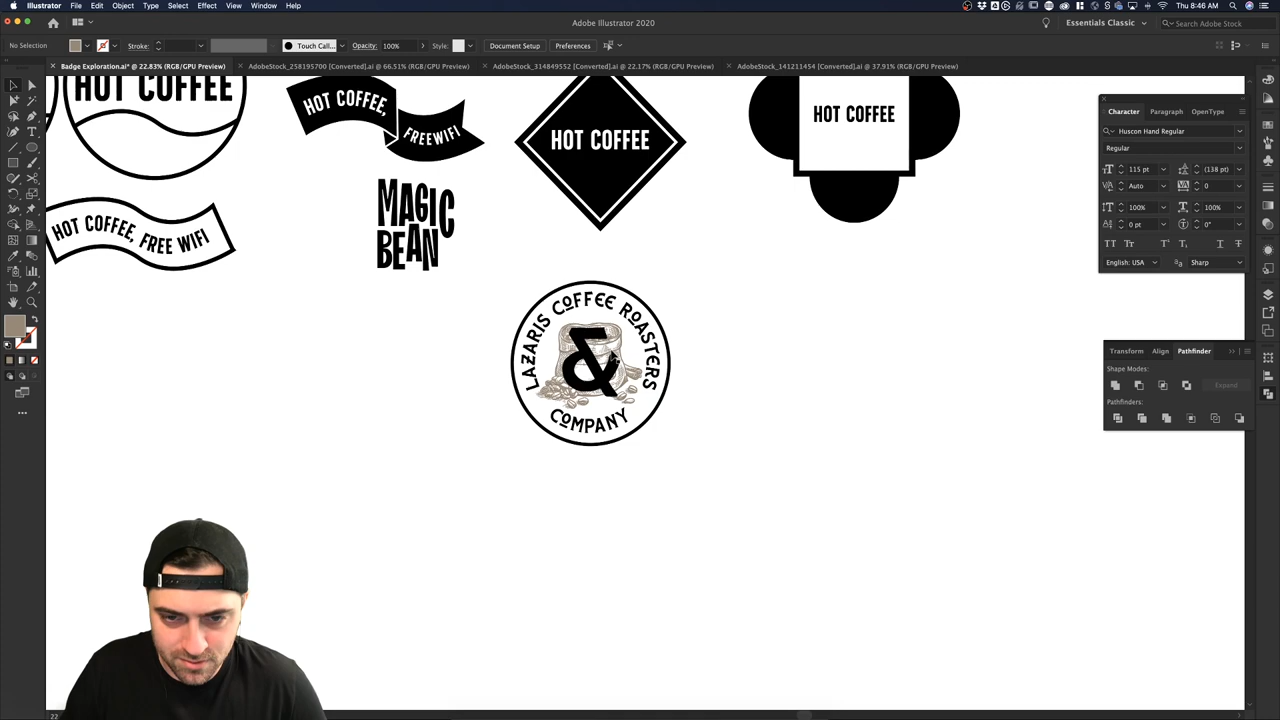 Illustrator File Edit Object Type Select Effect View Window Help
Thu 8:46 AM
Adobe Illustrator 2020
Essentials Classic
Search Adobe Stock
No Selection
Stroke:
Touch Call...
Opacity: 100%
Style:
Document Setup
Preferences
× Badge Exploration.ai* @ 22.83% (RGB/GPU Preview)
× AdobeStock_258195700 [Converted].ai @ 66.51% (RGB/GPU Preview)
× AdobeStock_314849552 [Converted].ai @ 22.17% (RGB/GPU Preview)
× AdobeStock_141211454 [Converted].ai @ 37.91% (RGB/GPU Preview)
HOT COFFEE
HOT COFFEE,
FREE WIFI
HOT COFFEE
HOT COFFEE
HOT COFFEE, FREE WIFI
MAGIC
BEAN
LAZARIS COFFEE ROASTERS
&
COMPANY
Character Paragraph OpenType
Huscon Hand Regular
Regular
115 pt
(138 pt)
Auto
0
100%
100%
0 pt
0°
English: USA
Sharp
Transform Align Pathfinder
Shape Modes:
Expand
Pathfinders:
22